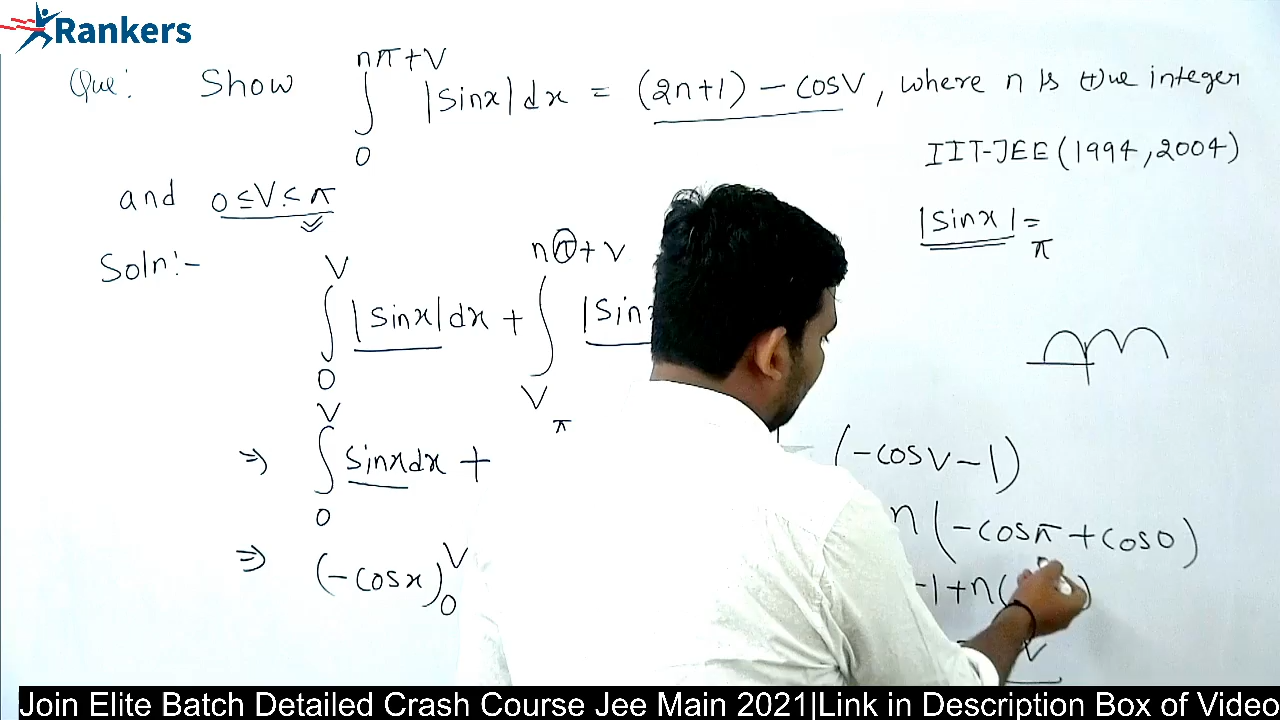 Rankers
Que: Show ∫₀^(nπ+V) |sinx| dx = (2n+1) - cosV, where n is (+)ve integer
IIT-JEE (1994, 2004)
and 0 ≤ V < π
|sinx| =
π
Soln:-
∫₀^V |sinx| dx + ∫_V^(nπ+V) |sin
π
⇒ ∫₀^V sinx dx +
(-cosV - 1)
n (-cosπ + cos0)
⇒ (-cosx)₀^V
-1 + n(
V
Join Elite Batch Detailed Crash Course Jee Main 2021|Link in Description Box of Video